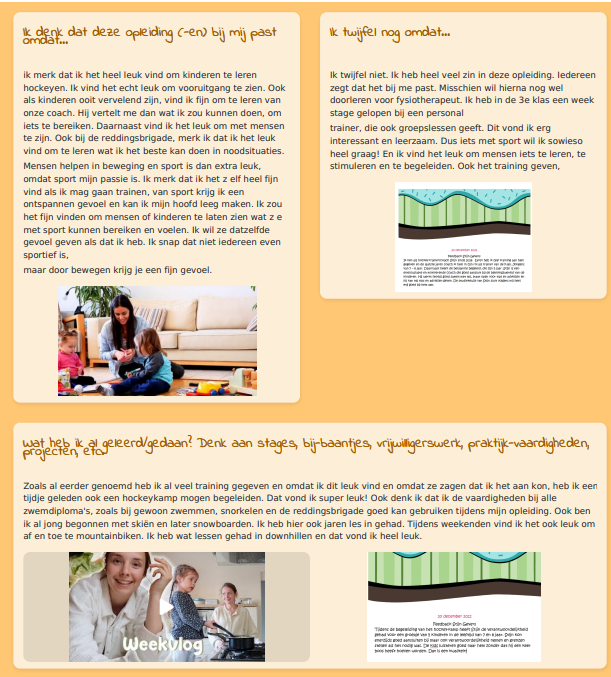 Ik denk dat deze opleiding (-en) bij mij past
omdat...
ik merk dat ik het heel leuk vind om kinderen te leren
hockeyen. Ik vind het echt leuk om vooruitgang te zien. Ook
als kinderen ooit vervelend zijn, vind ik fijn om te leren van
onze coach. Hij vertelt me dan wat ik zou kunnen doen, om
iets te bereiken. Daarnaast vind ik het leuk om met mensen
te zijn. Ook bij de reddingsbrigade, merk ik dat ik het leuk
vind om te leren wat ik het beste kan doen in noodsituaties.
Mensen helpen in beweging en sport is dan extra leuk,
omdat sport mijn passie is. Ik merk dat ik het z elf heel fijn
vind als ik mag gaan trainen, van sport krijg ik een
ontspannen gevoel en kan ik mijn hoofd leeg maken. Ik zou
het fijn vinden om mensen of kinderen te laten zien wat z e
met sport kunnen bereiken en voelen. Ik wil ze datzelfde
gevoel geven als dat ik heb. Ik snap dat niet iedereen even
sportief is,
maar door bewegen krijg je een fijn gevoel.
Ik twijfel nog omdat...
Ik twijfel niet. Ik heb heel veel zin in deze opleiding. Iedereen
zegt dat het bij me past. Misschien wil hierna nog wel
doorleren voor fysiotherapeut. Ik heb in de 3e klas een week
stage gelopen bij een personal
trainer, die ook groepslessen geeft. Dit vond ik erg
interessant en leerzaam. Dus iets met sport wil ik sowieso
heel graag! En ik vind het leuk om mensen iets te leren, te
stimuleren en te begeleiden. Ook het training geven,
Wat heb ik al geleerd/gedaan? Denk aan stages, bij-baantjes, vrijwilligerswerk, praktijk-vaardigheden,
projecten, etc.
Zoals al eerder genoemd heb ik al veel training gegeven en omdat ik dit leuk vind en omdat ze zagen dat ik het aan kon, heb ik een
tijdje geleden ook een hockeykamp mogen begeleiden. Dat vond ik super leuk! Ook denk ik dat ik de vaardigheden bij alle
zwemdiploma's, zoals bij gewoon zwemmen, snorkelen en de reddingsbrigade goed kan gebruiken tijdens mijn opleiding. Ook ben
ik al jong begonnen met skiën en later snowboarden. Ik heb hier ook jaren les in gehad. Tijdens weekenden vind ik het ook leuk om
af en toe te mountainbiken. Ik heb wat lessen gehad in downhillen en dat vond ik heel leuk.
WeekVlog
20 december 2022